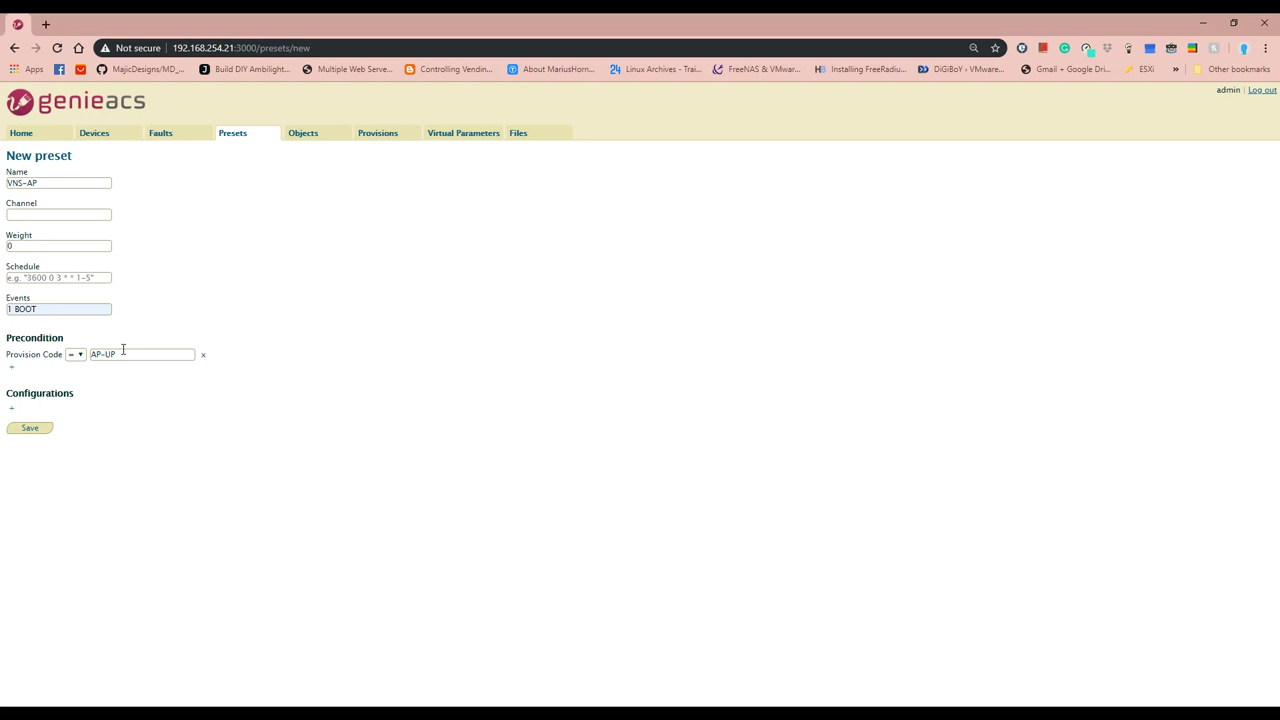 +
Not secure 192.168.254.21:3000/presets/new
Apps MajicDesigns/MD_... Build DIY Ambilight... Multiple Web Serve... Controlling Vendin... About MariusHorn... 24 Linux Archives - Trai... FreeNAS & VMwar... Installing FreeRadiu... DiGiBoY › VMware... Gmail + Google Dri... ESXi » Other bookmarks
genieacs
admin | Log out
Home Devices Faults Presets Objects Provisions Virtual Parameters Files
New preset
Name
VNS-AP
Channel
Weight
0
Schedule
e.g. "3600 0 3 * * 1-5"
Events
1 BOOT
Precondition
Provision Code = AP-UP x
+
Configurations
+
Save